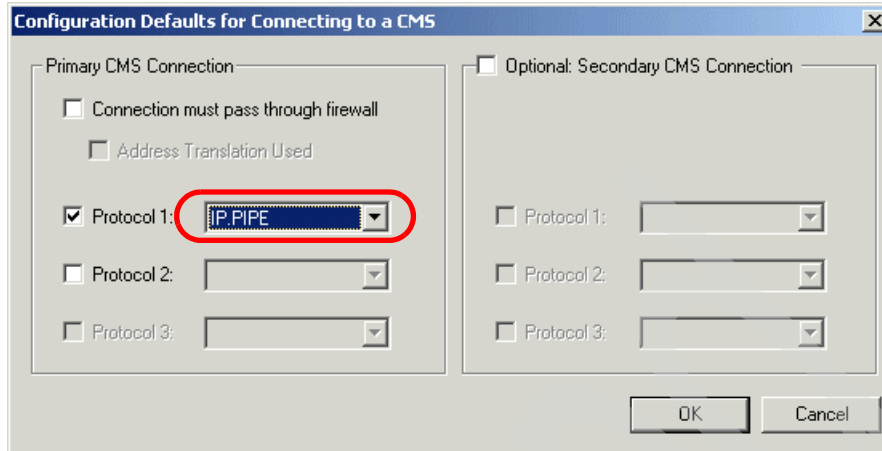 Configuration Defaults for Connecting to a CMS
Primary CMS Connection
Connection must pass through firewall
Address Translation Used
Protocol 1: IP.PIPE
Protocol 2:
Protocol 3:
Optional: Secondary CMS Connection
Protocol 1:
Protocol 2:
Protocol 3:
OK Cancel